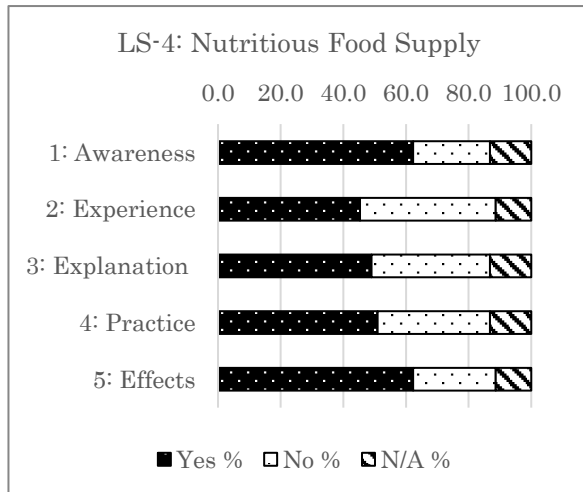 LS-4: Nutritious Food Supply
0.0 20.0 40.0 60.0 80.0 100.0
1: Awareness
2: Experience
3: Explanation
4: Practice
5: Effects
Yes % No % N/A %